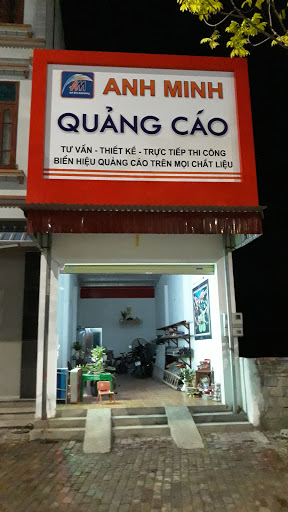 ANH MINH
QUẢNG CÁO
TƯ VẤN - THIẾT KẾ - TRỰC TIẾP THI CÔNG
BIỂN HIỆU QUẢNG CÁO TRÊN MỌI CHẤT LIỆU